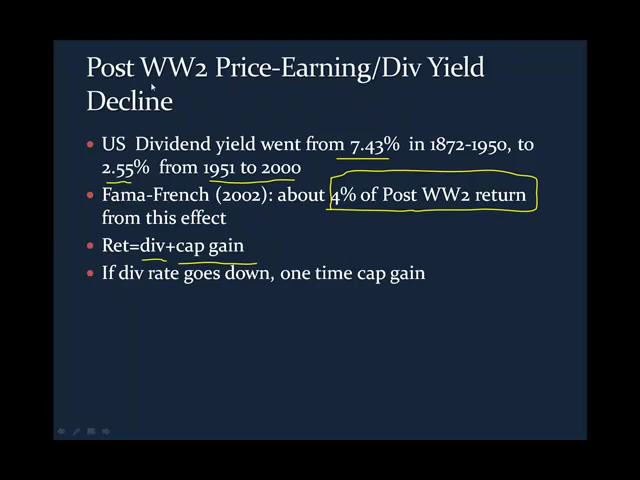 Post WW2 Price-Earning/Div Yield
Decline
• US Dividend yield went from 7.43% in 1872-1950, to
2.55% from 1951 to 2000
• Fama-French (2002): about 4% of Post WW2 return
from this effect
• Ret=div+cap gain
• If div rate goes down, one time cap gain